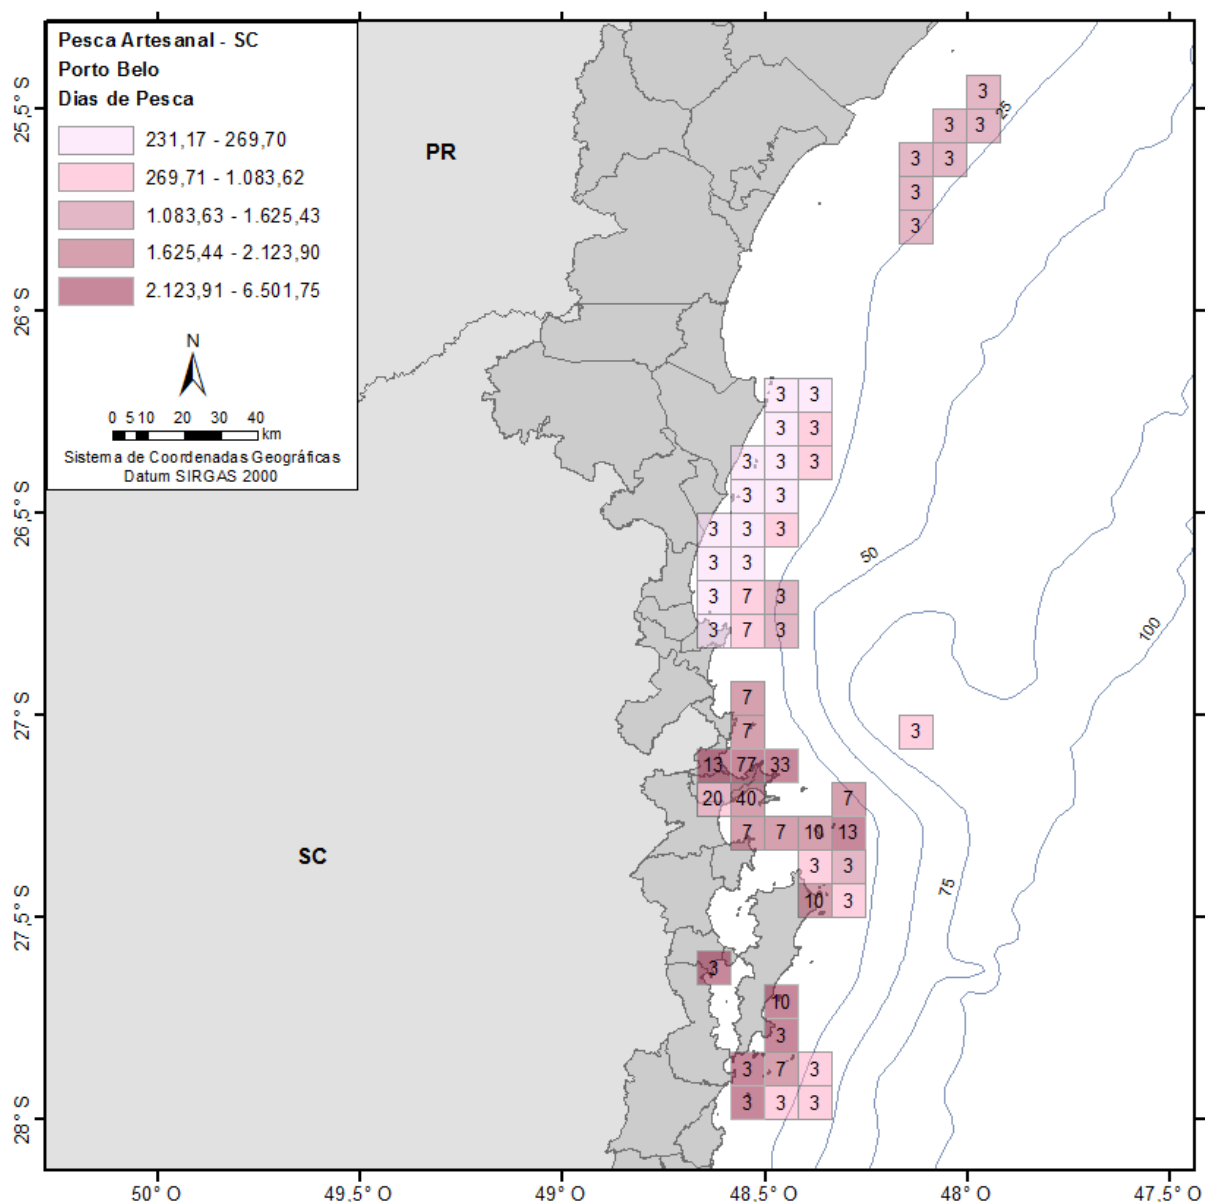 Pesca Artesanal - SC
Porto Belo
Dias de Pesca
231,17 - 269,70
269,71 - 1.083,62
1.083,63 - 1.625,43
1.625,44 - 2.123,90
2.123,91 - 6.501,75
N
0 5 10 20 30 40
km
Sistema de Coordenadas Geográficas
Datum SIRGAS 2000
PR
SC
25,5° S
26° S
26,5° S
27° S
27,5° S
28° S
25
50
100
75
3
3 3
3 3
3
3
3 3
3 3
3 3 3
3 3
3 3 3
3 3
3 7 3
3 7 3
7
7 3
13 77 33
20 40 7
7 7 10 13
3 3
10 3
3
10
3
3 7 3
3 3 3
50° O 49,5° O 49° O 48,5° O 48° O 47,5° O